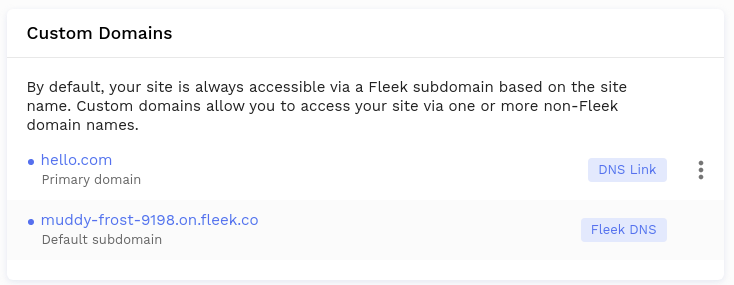 Custom Domains
By default, your site is always accessible via a Fleek subdomain based on the site
name. Custom domains allow you to access your site via one or more non-Fleek
domain names.
hello.com
DNS Link
Primary domain
muddy-frost-9198.on.fleek.co
Fleek DNS
Default subdomain